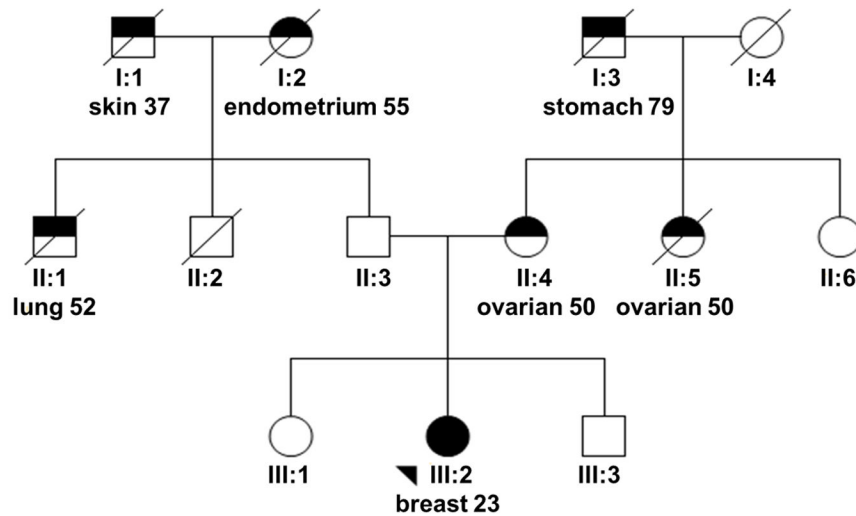 I:1
skin 37
I:2
endometrium 55
I:3
stomach 79
I:4
II:1
lung 52
II:2
II:3
II:4
ovarian 50
II:5
ovarian 50
II:6
III:1
III:2
breast 23
III:3